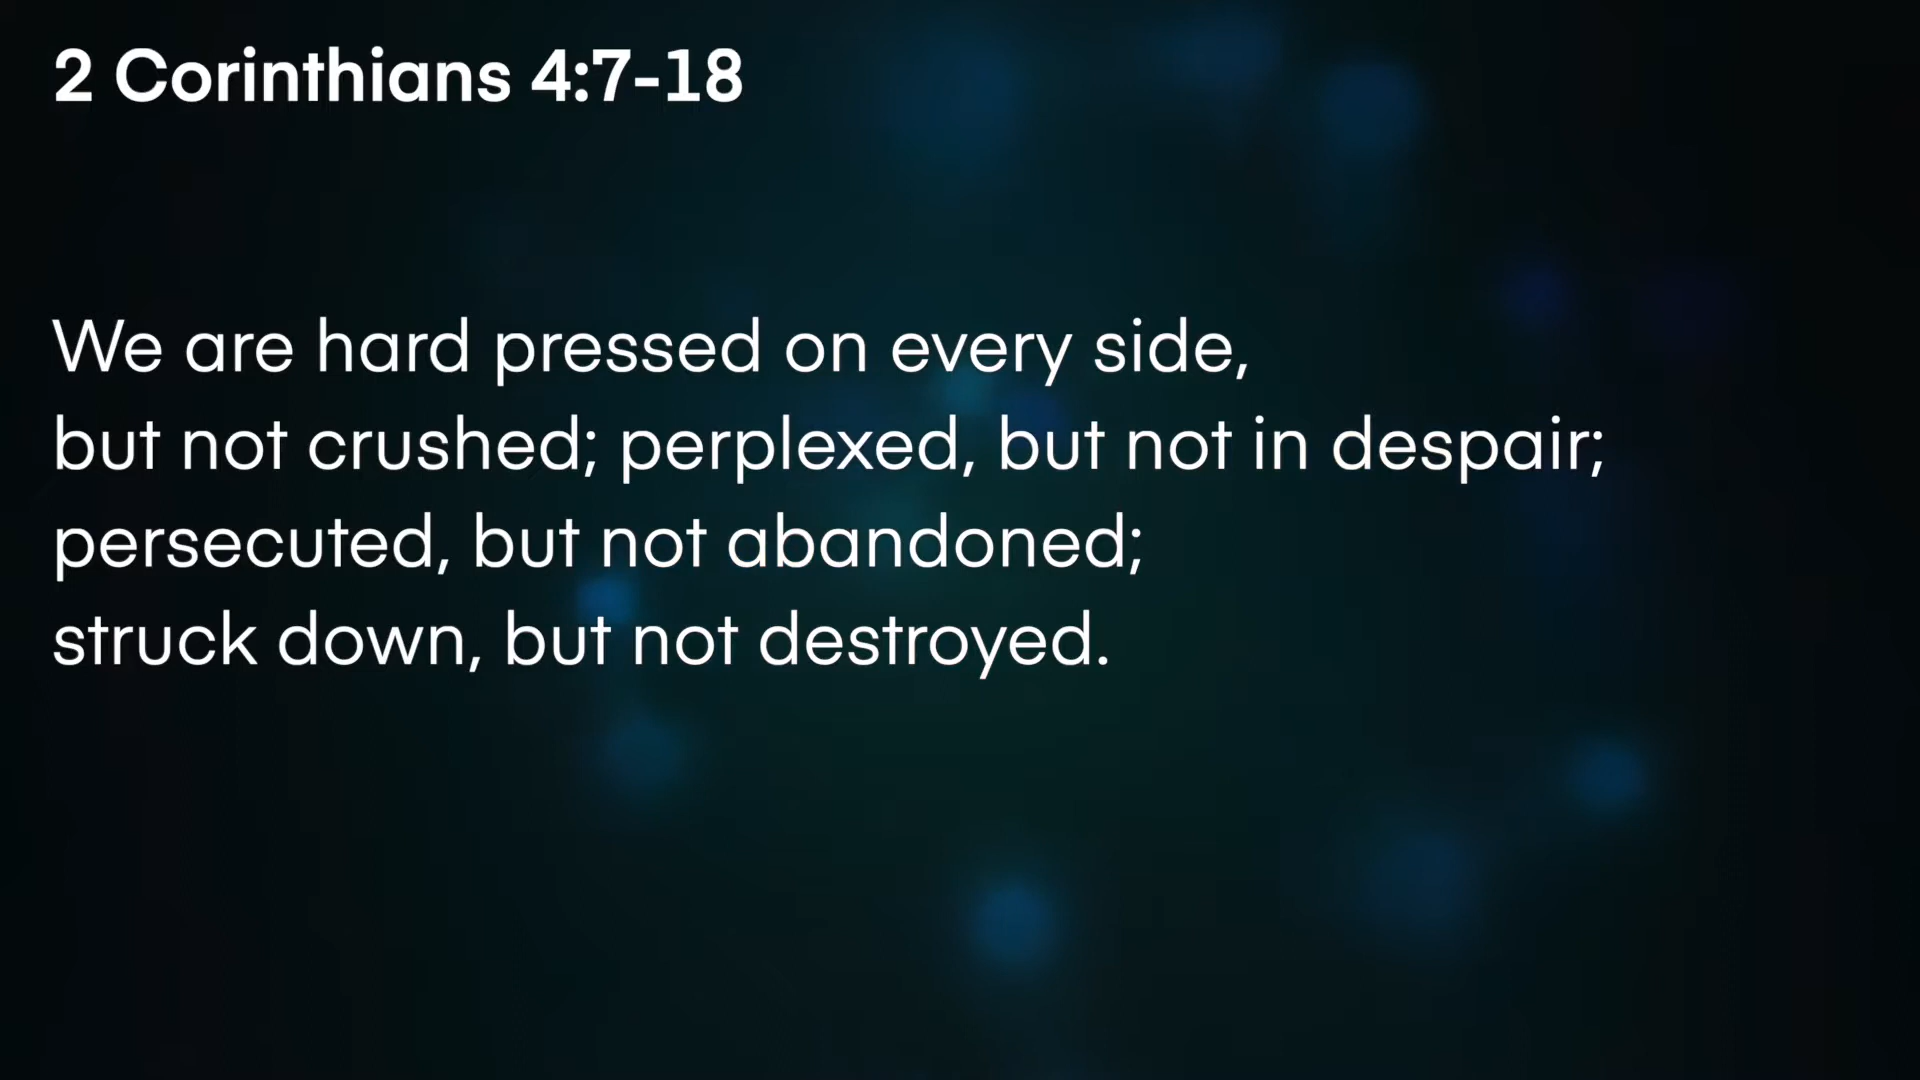 2 Corinthians 4:7-18
We are hard pressed on every side,
but not crushed; perplexed, but not in despair;
persecuted, but not abandoned;
struck down, but not destroyed.